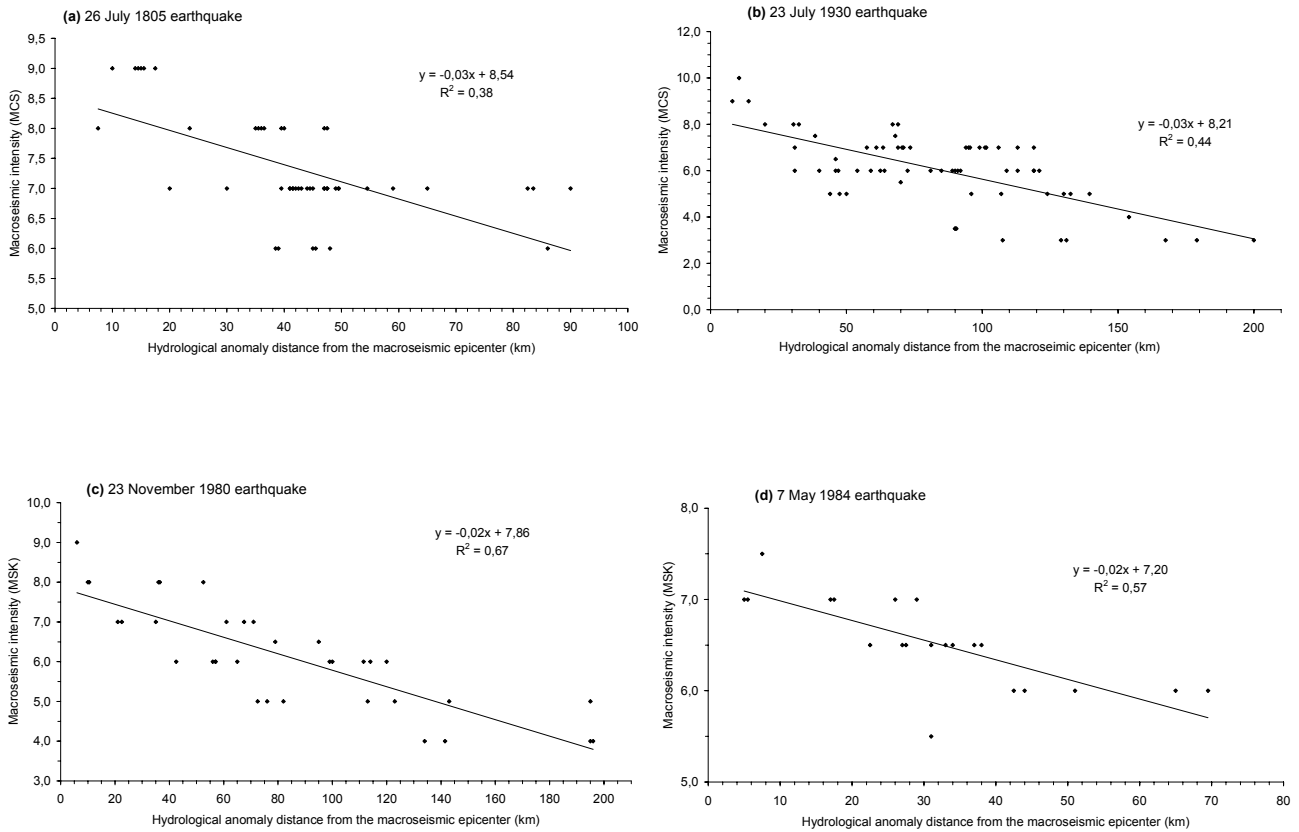 (a) 26 July 1805 earthquake
9,5
9,0
8,5
8,0
7,5
7,0
6,5
6,0
5,5
5,0
Macroseismic intensity (MCS)
y = -0,03x + 8,54
R² = 0,38
0 10 20 30 40 50 60 70 80 90 100
Hydrological anomaly distance from the macroseimic epicenter (km)
(b) 23 July 1930 earthquake
12,0
10,0
8,0
6,0
4,0
2,0
0,0
Macroseismic intensity (MCS)
y = -0,03x + 8,21
R² = 0,44
0 50 100 150 200
Hydrological anomaly distance from the macroseimic epicenter (km)
(c) 23 November 1980 earthquake
10,0
9,0
8,0
7,0
6,0
5,0
4,0
3,0
Macroseismic intensity (MSK)
y = -0,02x + 7,86
R² = 0,67
0 20 40 60 80 100 120 140 160 180 200
Hydrological anomaly distance from the macroseimic epicenter (km)
(d) 7 May 1984 earthquake
8,0
7,0
6,0
5,0
Macroseismic intensity (MSK)
y = -0,02x + 7,20
R² = 0,57
0 10 20 30 40 50 60 70 80
Hydrological anomaly distance from the macroseimic epicenter (km)